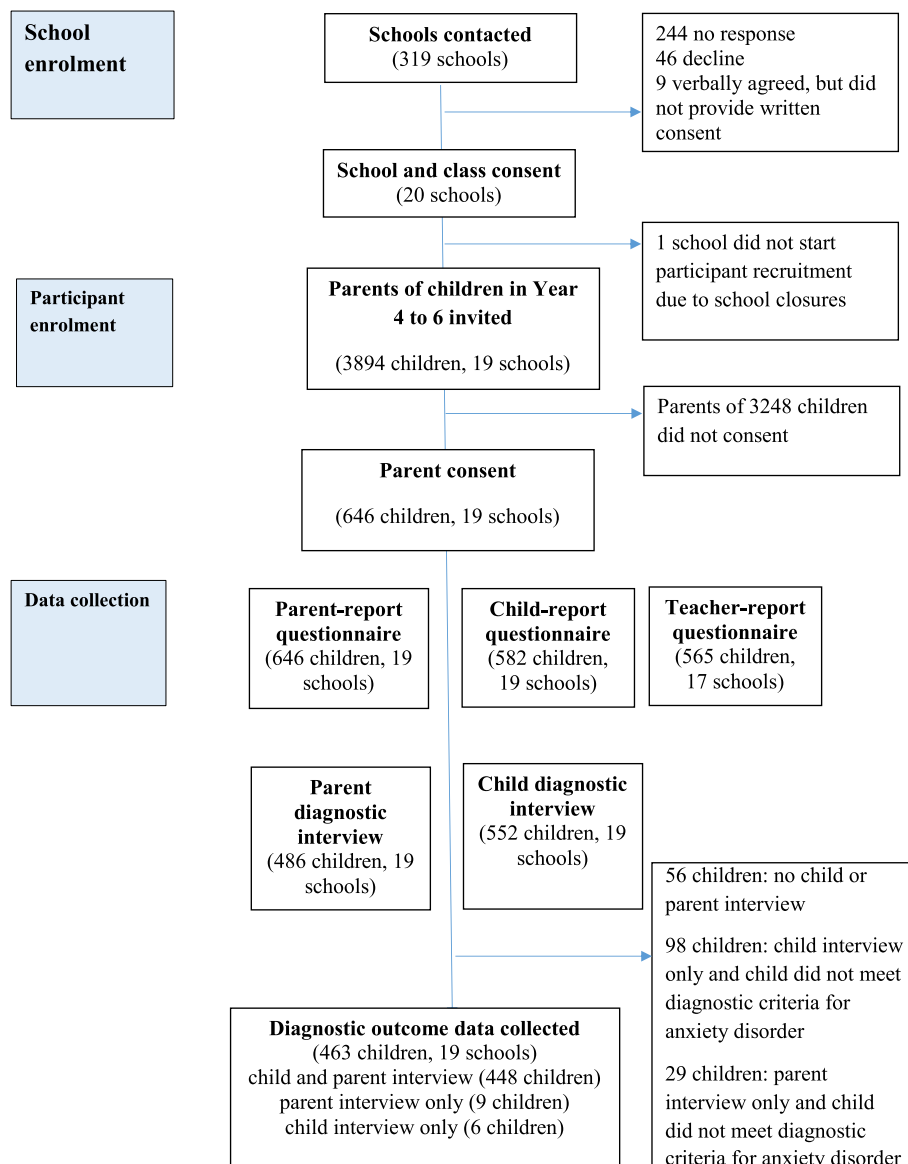 School
enrolment
Schools contacted
(319 schools)
244 no response
46 decline
9 verbally agreed, but did
not provide written
consent
School and class consent
(20 schools)
1 school did not start
participant recruitment
due to school closures
Participant
enrolment
Parents of children in Year
4 to 6 invited
(3894 children, 19 schools)
Parents of 3248 children
did not consent
Parent consent
(646 children, 19 schools)
Data collection
Parent-report
questionnaire
(646 children, 19
schools)
Child-report
questionnaire
(582 children,
19 schools)
Teacher-report
questionnaire
(565 children,
17 schools)
Parent
diagnostic
interview
(486 children, 19
schools)
Child diagnostic
interview
(552 children, 19
schools)
56 children: no child or
parent interview
98 children: child interview
only and child did not meet
diagnostic criteria for
anxiety disorder
29 children: parent
interview only and child
did not meet diagnostic
criteria for anxiety disorder
Diagnostic outcome data collected
(463 children, 19 schools)
child and parent interview (448 children)
parent interview only (9 children)
child interview only (6 children)